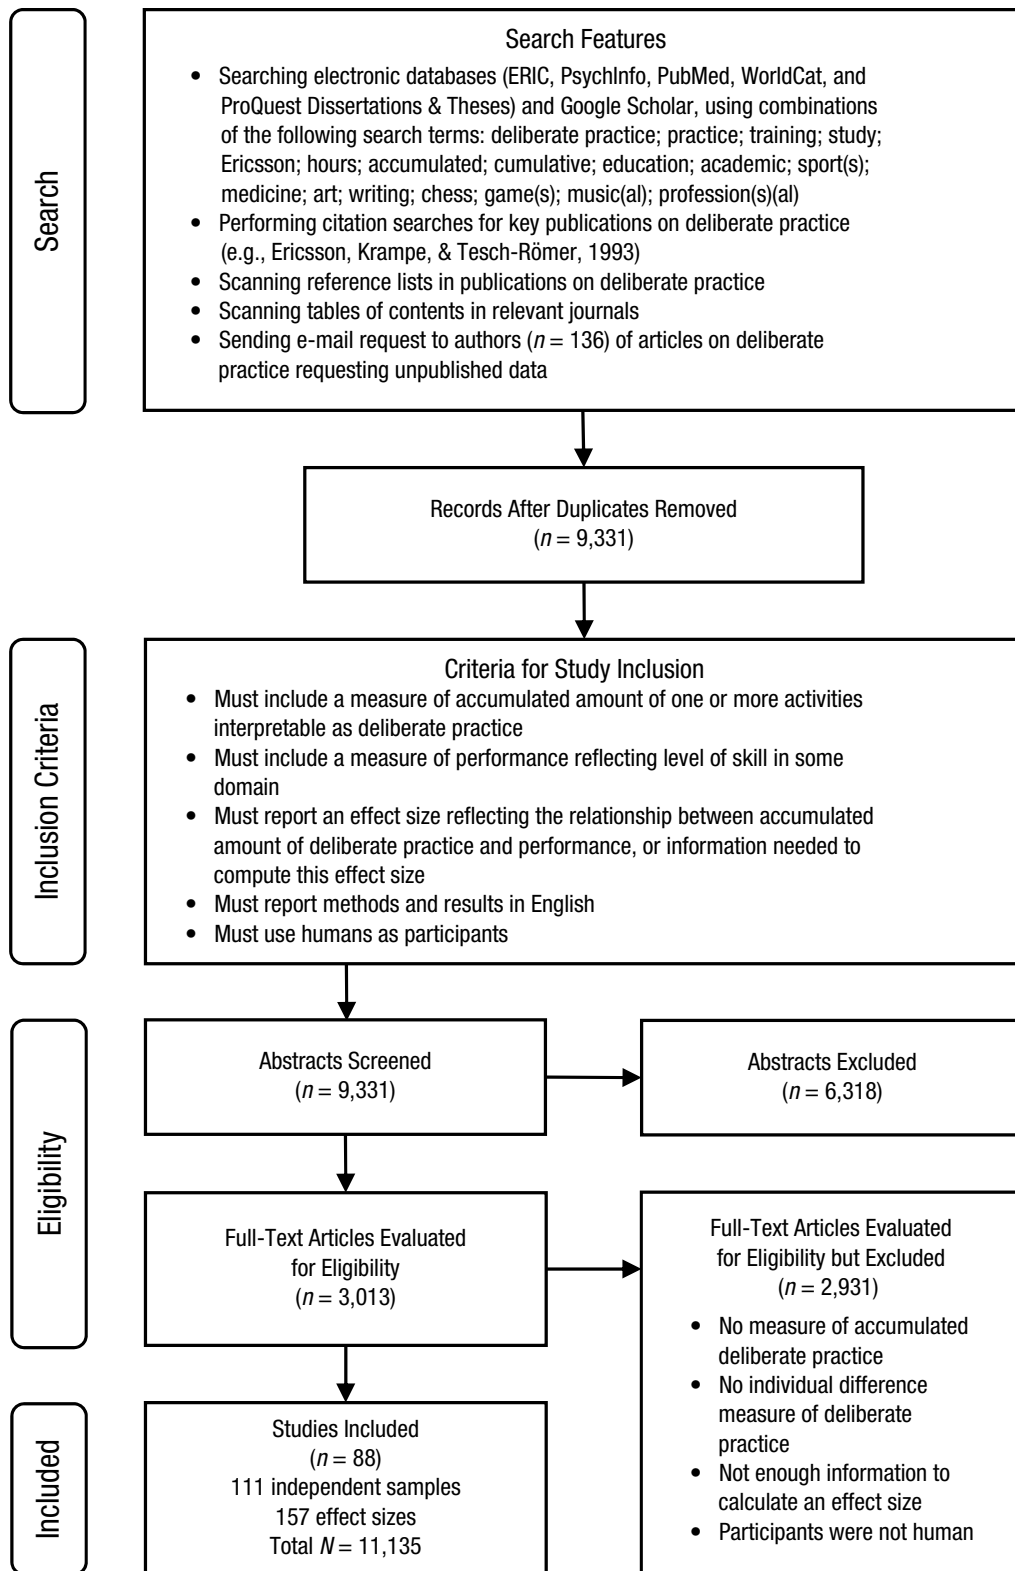 Search
Search Features
• Searching electronic databases (ERIC, PsychInfo, PubMed, WorldCat, and
ProQuest Dissertations & Theses) and Google Scholar, using combinations
of the following search terms: deliberate practice; practice; training; study;
Ericsson; hours; accumulated; cumulative; education; academic; sport(s);
medicine; art; writing; chess; game(s); music(al); profession(s)(al)
• Performing citation searches for key publications on deliberate practice
(e.g., Ericsson, Krampe, & Tesch-Römer, 1993)
• Scanning reference lists in publications on deliberate practice
• Scanning tables of contents in relevant journals
• Sending e-mail request to authors (n = 136) of articles on deliberate
practice requesting unpublished data
Records After Duplicates Removed
(n = 9,331)
Inclusion Criteria
Criteria for Study Inclusion
• Must include a measure of accumulated amount of one or more activities
interpretable as deliberate practice
• Must include a measure of performance reflecting level of skill in some
domain
• Must report an effect size reflecting the relationship between accumulated
amount of deliberate practice and performance, or information needed to
compute this effect size
• Must report methods and results in English
• Must use humans as participants
Eligibility
Abstracts Screened
(n = 9,331)
Abstracts Excluded
(n = 6,318)
Full-Text Articles Evaluated
for Eligibility
(n = 3,013)
Full-Text Articles Evaluated
for Eligibility but Excluded
(n = 2,931)
• No measure of accumulated
deliberate practice
• No individual difference
measure of deliberate
practice
• Not enough information to
calculate an effect size
• Participants were not human
Included
Studies Included
(n = 88)
111 independent samples
157 effect sizes
Total N = 11,135